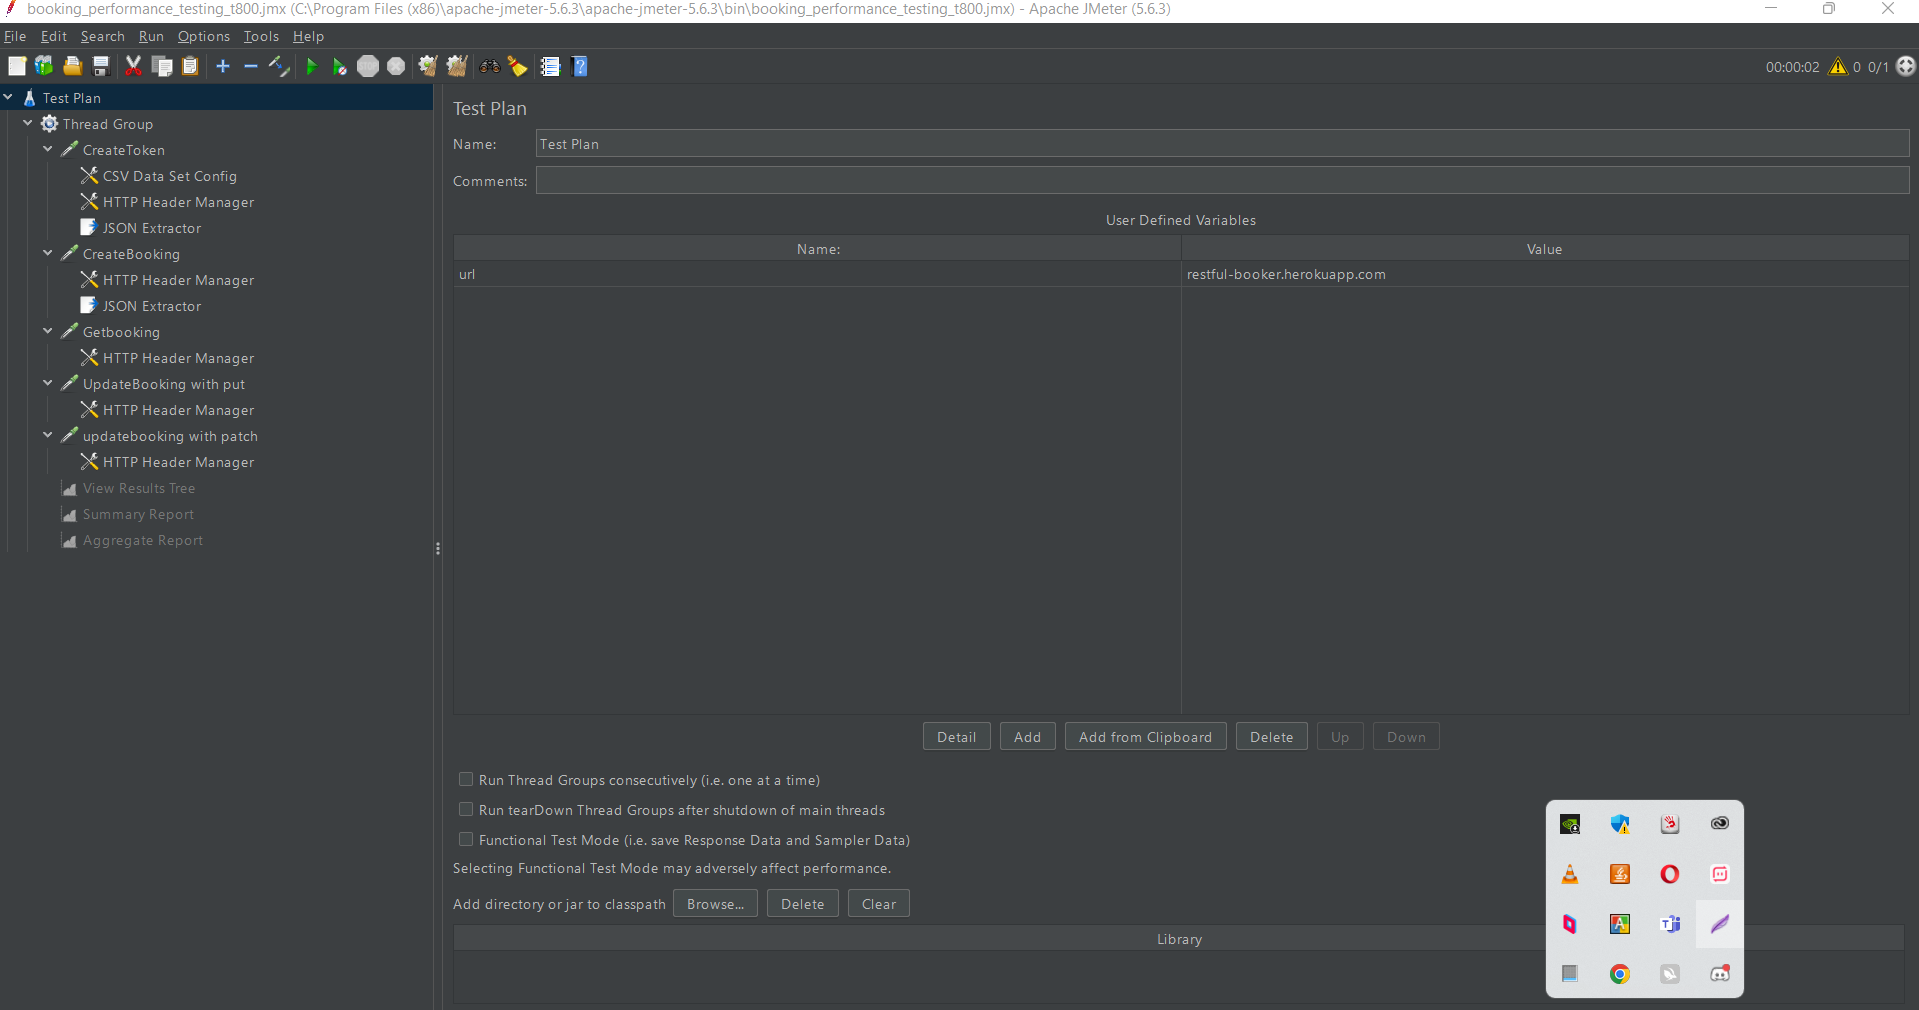 booking_performance_testing_t800.jmx (C:\Program Files (x86)\apache-jmeter-5.6.3\apache-jmeter-5.6.3\bin\booking_performance_testing_t800.jmx) - Apache JMeter (5.6.3)
File Edit Search Run Options Tools Help
00:00:02 0 0/1
Test Plan
Thread Group
CreateToken
CSV Data Set Config
HTTP Header Manager
JSON Extractor
CreateBooking
HTTP Header Manager
JSON Extractor
Getbooking
HTTP Header Manager
UpdateBooking with put
HTTP Header Manager
updatebooking with patch
HTTP Header Manager
View Results Tree
Summary Report
Aggregate Report
Test Plan
Name: Test Plan
Comments:
User Defined Variables
Name: Value
url restful-booker.herokuapp.com
Detail Add Add from Clipboard Delete Up Down
Run Thread Groups consecutively (i.e. one at a time)
Run tearDown Thread Groups after shutdown of main threads
Functional Test Mode (i.e. save Response Data and Sampler Data)
Selecting Functional Test Mode may adversely affect performance.
Add directory or jar to classpath Browse... Delete Clear
Library